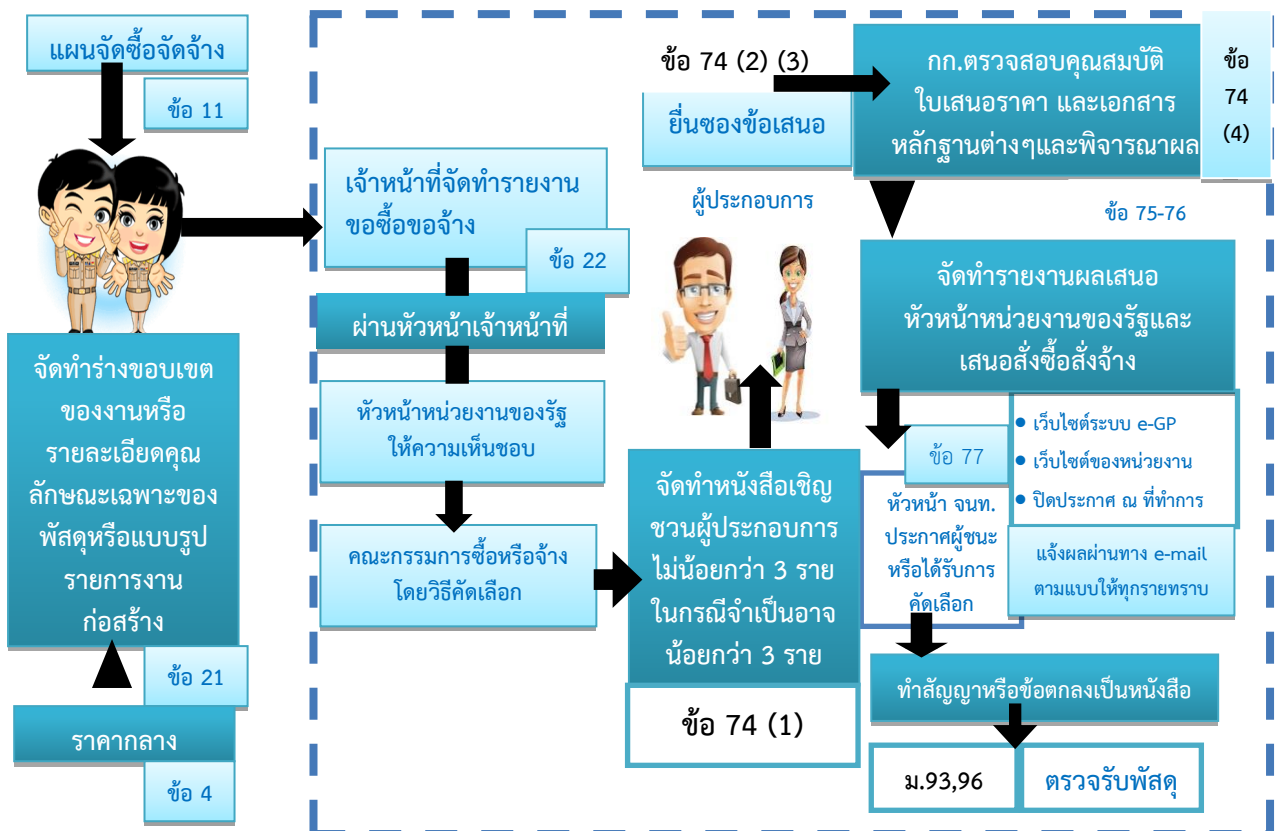 แผนจัดซื้อจัดจ้าง
ข้อ 11
จัดทำร่างขอบเขต
ของงานหรือ
รายละเอียดคุณ
ลักษณะเฉพาะของ
พัสดุหรือแบบรูป
รายการงาน
ก่อสร้าง
ข้อ 21
ราคากลาง
ข้อ 4
เจ้าหน้าที่จัดทำรายงาน
ขอซื้อขอจ้าง
ข้อ 22
ผ่านหัวหน้าเจ้าหน้าที่
หัวหน้าหน่วยงานของรัฐ
ให้ความเห็นชอบ
คณะกรรมการซื้อหรือจ้าง
โดยวิธีคัดเลือก
จัดทำหนังสือเชิญ
ชวนผู้ประกอบการ
ไม่น้อยกว่า 3 ราย
ในกรณีจำเป็นอาจ
น้อยกว่า 3 ราย
ข้อ 74 (1)
ผู้ประกอบการ
ข้อ 74 (2) (3)
ยื่นซองข้อเสนอ
กก.ตรวจสอบคุณสมบัติ
ใบเสนอราคา และเอกสาร
หลักฐานต่างๆและพิจารณาผล
ข้อ
74
(4)
ข้อ 75-76
จัดทำรายงานผลเสนอ
หัวหน้าหน่วยงานของรัฐและ
เสนอสั่งซื้อสั่งจ้าง
ข้อ 77
หัวหน้า จนท.
ประกาศผู้ชนะ
หรือได้รับการ
คัดเลือก
• เว็บไซต์ระบบ e-GP
• เว็บไซต์ของหน่วยงาน
• ปิดประกาศ ณ ที่ทำการ
แจ้งผลผ่านทาง e-mail
ตามแบบให้ทุกรายทราบ
ทำสัญญาหรือข้อตกลงเป็นหนังสือ
ม.93,96
ตรวจรับพัสดุ